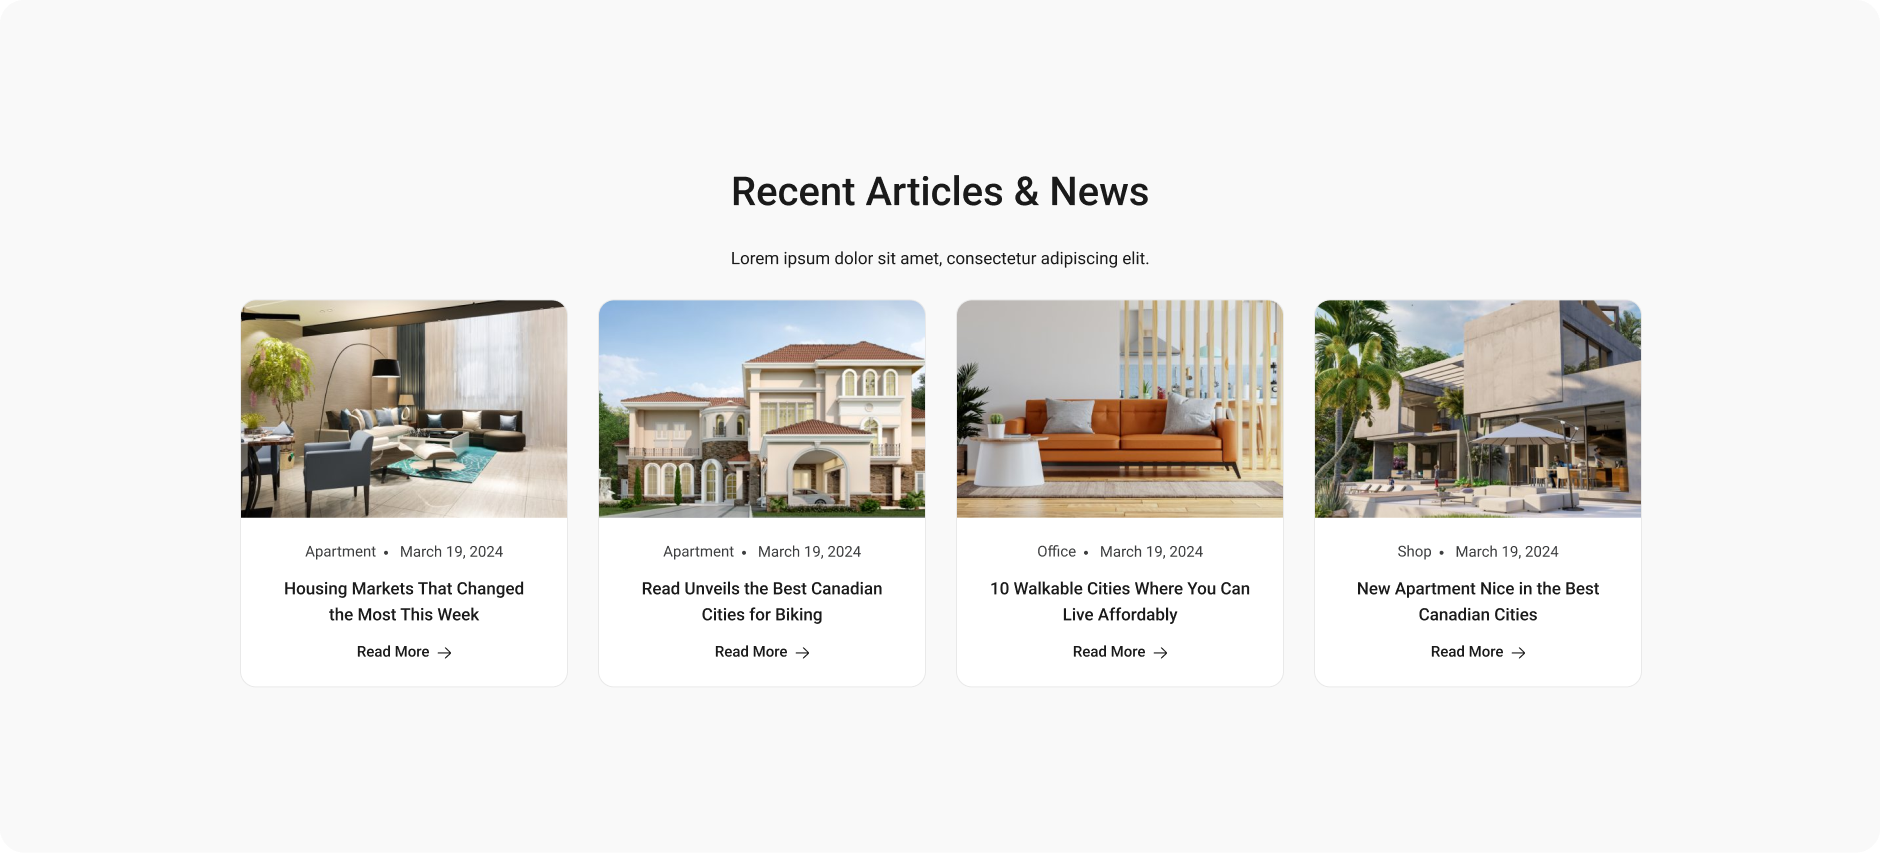 Recent Articles & News
Lorem ipsum dolor sit amet, consectetur adipiscing elit.
Apartment • March 19, 2024
Housing Markets That Changed
the Most This Week
Read More →
Apartment • March 19, 2024
Read Unveils the Best Canadian
Cities for Biking
Read More →
Office • March 19, 2024
10 Walkable Cities Where You Can
Live Affordably
Read More →
Shop • March 19, 2024
New Apartment Nice in the Best
Canadian Cities
Read More →